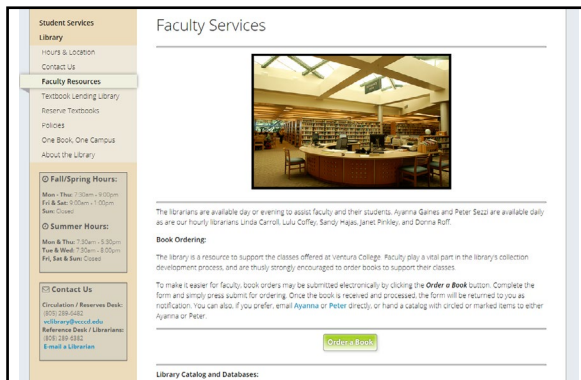 Student Services
Library
Hours & Location
Contact Us
Faculty Resources
Textbook Lending Library
Reserve Textbooks
Policies
One Book, One Campus
About the Library
Fall/Spring Hours:
Mon - Thu: 7:30am - 9:00pm
Fri & Sat: 9:00am - 1:00pm
Sun: Closed
Summer Hours:
Mon & Thu: 7:30am - 5:30pm
Tue & Wed: 7:30am - 8:00pm
Fri, Sat & Sun: Closed
Contact Us
Circulation / Reserves Desk:
(805) 289-6482
vclibrary@vcccd.edu
Reference Desk / Librarians:
(805) 289-6382
E-mail a Librarian
Faculty Services
The librarians are available day or evening to assist faculty and their students. Ayanna Gaines and Peter Sezzi are available daily
as are our hourly librarians Linda Carroll, Lulu Coffey, Sandy Hajas, Janet Pinkley, and Donna Roff.
Book Ordering:
The library is a resource to support the classes offered at Ventura College. Faculty play a vital part in the library's collection
development process, and are thusly strongly encouraged to order books to support their classes.
To make it easier for faculty, book orders may be submitted electronically by clicking the Order a Book button. Complete the
form and simply press submit for ordering. Once the book is received and processed, the form will be returned to you as
notification. You can also, if you prefer, email Ayanna or Peter directly, or hand a catalog with circled or marked items to either
Ayanna or Peter.
Order a Book
Library Catalog and Databases: